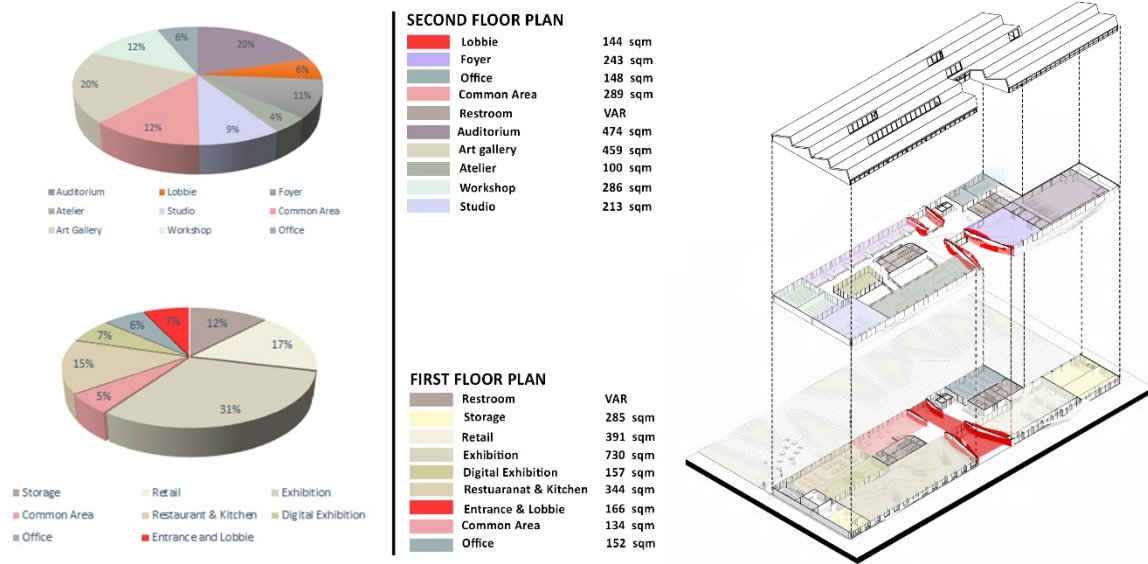 20%
6%
11%
4%
9%
12%
20%
12%
6%
Auditorium Lobbie Foyer
Atelier Studio Common Area
Art Gallery Workshop Office
12%
17%
31%
5%
15%
7%
6%
7%
Storage Retail Exhibition
Common Area Restaurant & Kitchen Digital Exhibition
Office Entrance and Lobbie
SECOND FLOOR PLAN
Lobbie 144 sqm
Foyer 243 sqm
Office 148 sqm
Common Area 289 sqm
Restroom VAR
Auditorium 474 sqm
Art gallery 459 sqm
Atelier 100 sqm
Workshop 286 sqm
Studio 213 sqm
FIRST FLOOR PLAN
Restroom VAR
Storage 285 sqm
Retail 391 sqm
Exhibition 730 sqm
Digital Exhibition 157 sqm
Restuaranat & Kitchen 344 sqm
Entrance & Lobbie 166 sqm
Common Area 134 sqm
Office 152 sqm